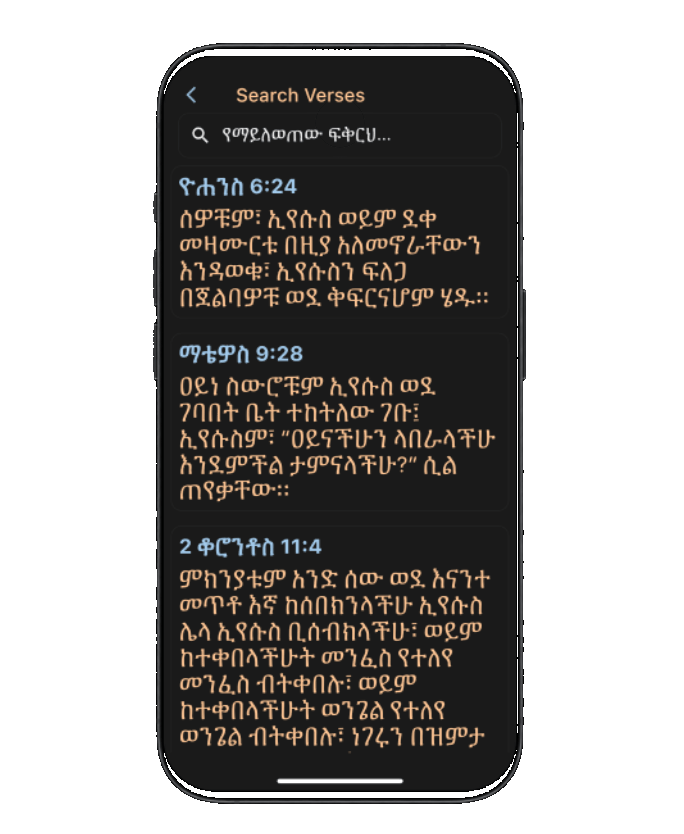 Search Verses
የማይለወጠው ፍቅርህ...
ዮሐንስ 6:24
ሰዎቹም፣ ኢየሱስ ወይም ደቀ
መዛሙርቱ በዚያ አለመኖራቸውን
እንዳወቁ፣ ኢየሱስን ፍለጋ
በጀልባዎቹ ወደ ቅፍርናሆም ሄዱ።
ማቴዎስ 9:28
ዐይነ ስውሮቹም ኢየሱስ ወደ
ገባበት ቤት ተከትለው ገቡ፤
ኢየሱስም፣ “ዐይናችሁን ላበራላችሁ
እንደምችል ታምናላችሁ?” ሲል
ጠየቃቸው።
2 ቆሮንቶስ 11:4
ምክንያቱም አንድ ሰው ወደ እናንተ
መጥቶ እኛ ከሰበክንላችሁ ኢየሱስ
ሌላ ኢየሱስ ቢሰብክላችሁ፣ ወይም
ከተቀበላችሁት መንፈስ የተለየ
መንፈስ ብትቀበሉ፣ ወይም
ከተቀበላችሁት ወንጌል የተለየ
ወንጌል ብትቀበሉ፣ ነገሩን በዝምታ